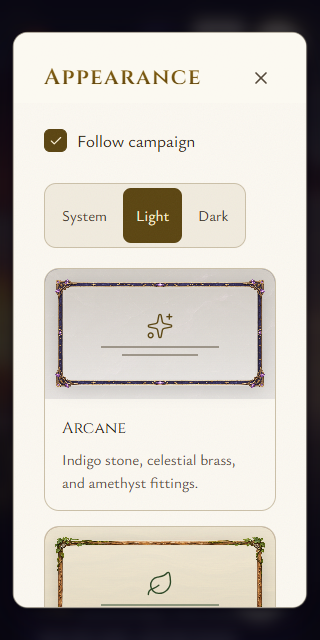 Appearance
Follow campaign
System Light Dark
Arcane
Indigo stone, celestial brass,
and amethyst fittings.